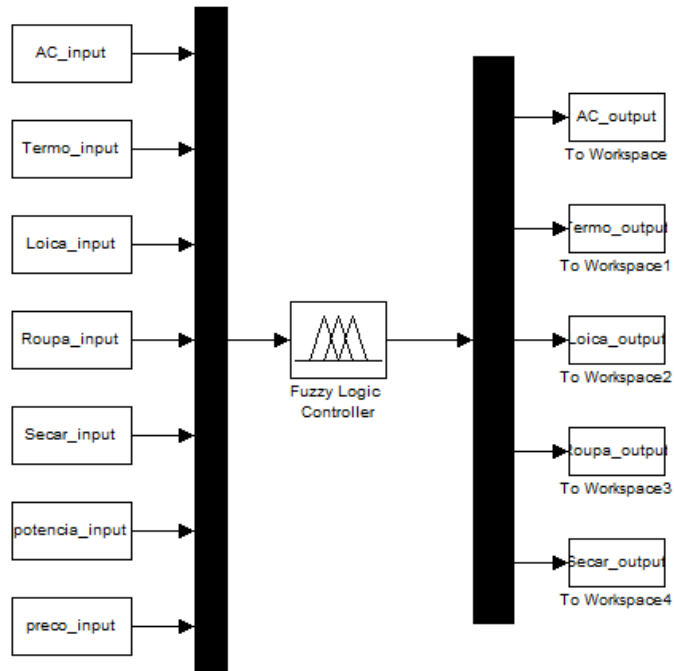 AC_input
Termo_input
Loica_input
Roupa_input
Secar_input
potencia_input
preco_input
Fuzzy Logic
Controller
AC_output
To Workspace
Termo_output
To Workspace1
Loica_output
To Workspace2
Roupa_output
To Workspace3
Secar_output
To Workspace4